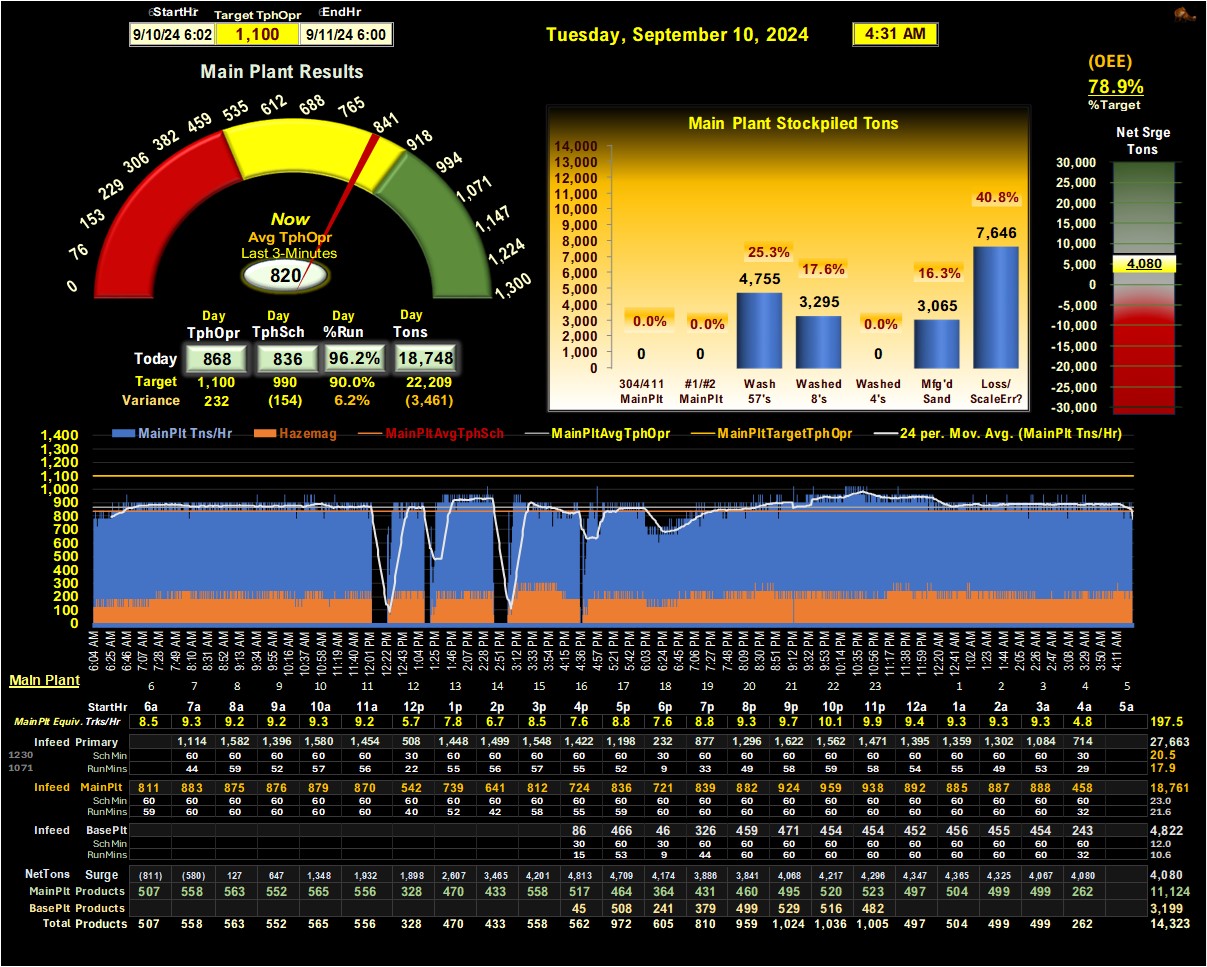 StartHr Target TphOpr EndHr
9/10/24 6:02 1,100 9/11/24 6:00
Tuesday, September 10, 2024 4:31 AM
(OEE)
78.9%
%Target
Main Plant Results
0 76 153 229 306 382 459 535 612 688 765 841 918 994 1,071 1,147 1,224 1,300
Now
Avg TphOpr
Last 3-Minutes
820
Day Day Day Day
TphOpr TphSch %Run Tons
Today 868 836 96.2% 18,748
Target 1,100 990 90.0% 22,209
Variance 232 (154) 6.2% (3,461)
Main Plant Stockpiled Tons
14,000
13,000
12,000
11,000
10,000
9,000
8,000
7,000
6,000
5,000
4,000
3,000
2,000
1,000
0
0.0% 0.0% 25.3% 17.6% 0.0% 16.3% 40.8%
0 0 4,755 3,295 0 3,065 7,646
304/411 #1/#2 Wash Washed Washed Mfg'd Loss/
MainPlt MainPlt 57's 8's 4's Sand ScaleErr?
Net Srge
Tons
30,000
25,000
20,000
15,000
10,000
5,000
0
-5,000
-10,000
-15,000
-20,000
-25,000
-30,000
4,080
MainPlt Tns/Hr Hazemag MainPltAvgTphSch MainPltAvgTphOpr MainPltTargetTphOpr 24 per. Mov. Avg. (MainPlt Tns/Hr)
1,400
1,300
1,200
1,100
1,000
900
800
700
600
500
400
300
200
100
0
6:04 AM 6:25 AM 6:46 AM 7:07 AM 7:28 AM 7:49 AM 8:10 AM 8:31 AM 8:52 AM 9:13 AM 9:34 AM 9:55 AM 10:16 AM 10:37 AM 10:58 AM 11:19 AM 11:40 AM 12:01 PM 12:22 PM 12:43 PM 1:04 PM 1:25 PM 1:46 PM 2:07 PM 2:28 PM 2:51 PM 3:12 PM 3:33 PM 3:54 PM 4:15 PM 4:36 PM 4:57 PM 5:21 PM 5:42 PM 6:03 PM 6:24 PM 6:45 PM 7:06 PM 7:27 PM 7:48 PM 8:09 PM 8:30 PM 8:51 PM 9:12 PM 9:32 PM 9:53 PM 10:14 PM 10:35 PM 10:56 PM 11:17 PM 11:38 PM 11:59 PM 12:20 AM 12:41 AM 1:02 AM 1:23 AM 1:44 AM 2:05 AM 2:26 AM 2:47 AM 3:08 AM 3:29 AM 3:50 AM 4:11 AM
Main Plant
6 7 8 9 10 11 12 13 14 15 16 17 18 19 20 21 22 23 1 2 3 4 5
StartHr 6a 7a 8a 9a 10a 11a 12p 1p 2p 3p 4p 5p 6p 7p 8p 9p 10p 11p 12a 1a 2a 3a 4a 5a
MainPlt Equiv. Trks/Hr 8.5 9.3 9.2 9.2 9.3 9.2 5.7 7.8 6.7 8.5 7.6 8.8 7.6 8.8 9.3 9.7 10.1 9.9 9.4 9.3 9.3 9.3 4.8 197.5
Infeed Primary 1,114 1,582 1,396 1,580 1,454 508 1,448 1,499 1,548 1,422 1,198 232 877 1,296 1,622 1,562 1,471 1,395 1,359 1,302 1,084 714 27,663
1230 SchMin 60 60 60 60 60 30 60 60 60 60 60 30 60 60 60 60 60 60 60 60 60 30 20.5
1071 RunMins 44 59 52 57 56 22 55 56 57 55 52 9 33 49 58 59 58 54 55 49 53 29 17.9
Infeed MainPlt 811 883 875 876 879 870 542 739 641 812 724 836 721 839 882 924 959 938 892 885 887 888 458 18,761
SchMin 60 60 60 60 60 60 60 60 60 60 60 60 60 60 60 60 60 60 60 60 60 60 60 23.0
RunMins 59 60 60 60 60 60 40 52 42 58 55 59 60 60 60 60 60 60 60 60 60 60 32 21.6
Infeed BasePlt 86 466 46 326 459 471 454 454 452 456 455 454 243 4,822
SchMin 30 60 30 60 60 60 60 60 60 60 60 60 60 12.0
RunMins 15 53 9 44 60 60 60 60 60 60 60 60 32 10.6
NetTons Surge (811) (580) 127 647 1,348 1,932 1,898 2,607 3,465 4,201 4,813 4,709 4,174 3,886 3,841 4,068 4,217 4,296 4,347 4,365 4,325 4,067 4,080 4,080
MainPlt Products 507 558 563 552 565 556 328 470 433 558 517 464 364 431 460 495 520 523 497 504 499 499 262 11,124
BasePlt Products 45 508 241 379 499 529 516 482 3,199
Total Products 507 558 563 552 565 556 328 470 433 558 562 972 605 810 959 1,024 1,036 1,005 497 504 499 499 262 14,323